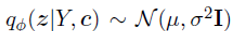 q_ϕ(z|Y, c) ∼ 𝒩(μ, σ²I)